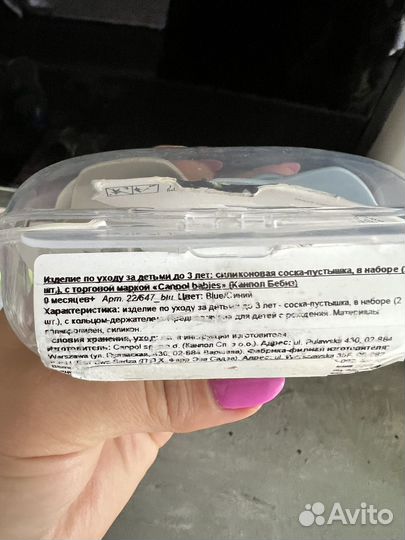 Изделие по уходу за детьми до 3 лет: силиконовая соска-пустышка, в наборе (2
шт.), с торговой маркой «Canpol babies» (Канпол Бебиз)
0 месяцев+ Арт. 22/647_blu Цвет: Blue/Синий
Характеристика: изделие по уходу за детьми до 3 лет - соска-пустышка, в наборе (2
шт.), с кольцом-держателем. Предназначена для детей с рождения. Материалы:
полипропилен, силикон.
Условия хранения, ухода: в инструкции изготовителя
Изготовитель: Canpol sp. z o.o. (Канпол Сп. з о.о.). Адрес: ul. Pulawska 430, 02-884
Warszawa (ул. Пулавская, 430, 02-884 Варшава). Фабрика-филиал изготовителя:
Адрес: ul. Warszawska
Avito